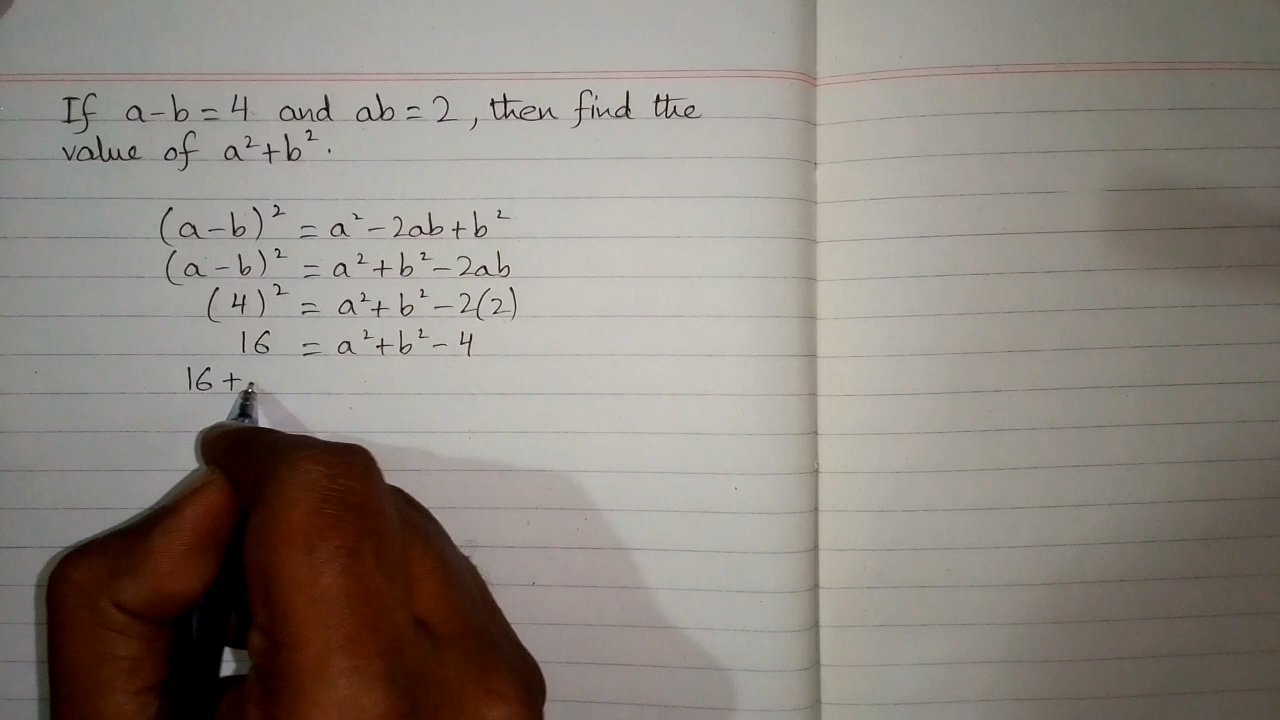 If a-b=4 and ab=2, then find the
value of a²+b².
(a-b)² = a²-2ab+b²
(a-b)² = a²+b²-2ab
(4)² = a²+b²-2(2)
16 = a²+b²-4
16+